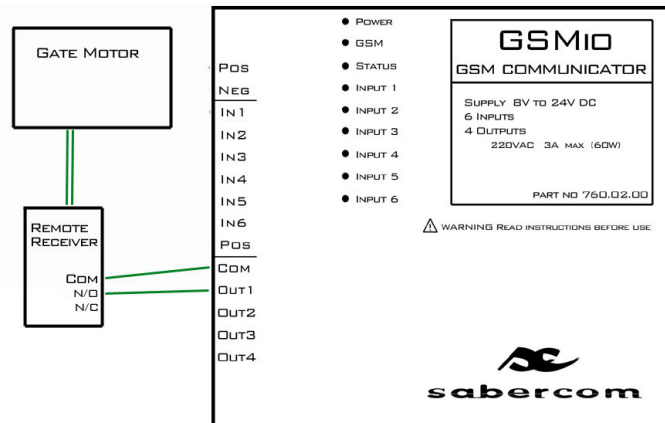 GATE MOTOR
REMOTE
RECEIVER
COM
N/O
N/C
POS
NEG
IN1
IN2
IN3
IN4
IN5
IN6
POS
COM
OUT1
OUT2
OUT3
OUT4
POWER
GSM
STATUS
INPUT 1
INPUT 2
INPUT 3
INPUT 4
INPUT 5
INPUT 6
GSMIO
GSM COMMUNICATOR
SUPPLY 8V TO 24V DC
6 INPUTS
4 OUTPUTS
220VAC 3A MAX (60W)
PART NO 760.02.00
WARNING READ INSTRUCTIONS BEFORE USE
sabercom